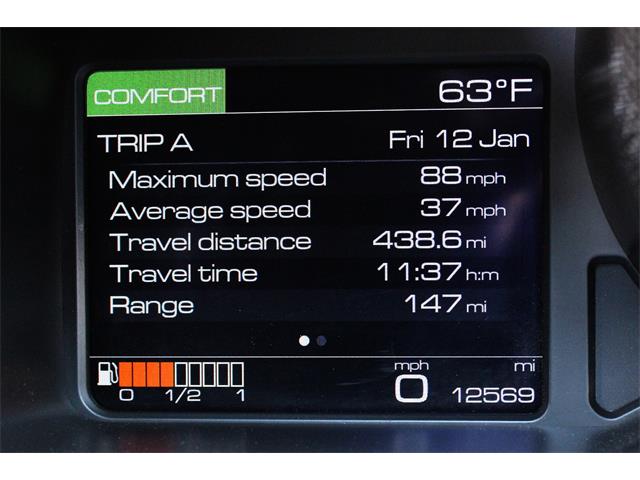 COMFORT 63°F
TRIP A Fri 12 Jan
Maximum speed 88 mph
Average speed 37 mph
Travel distance 438.6 mi
Travel time 11:37 h:m
Range 147 mi
mph mi
0 12569
0 1/2 1